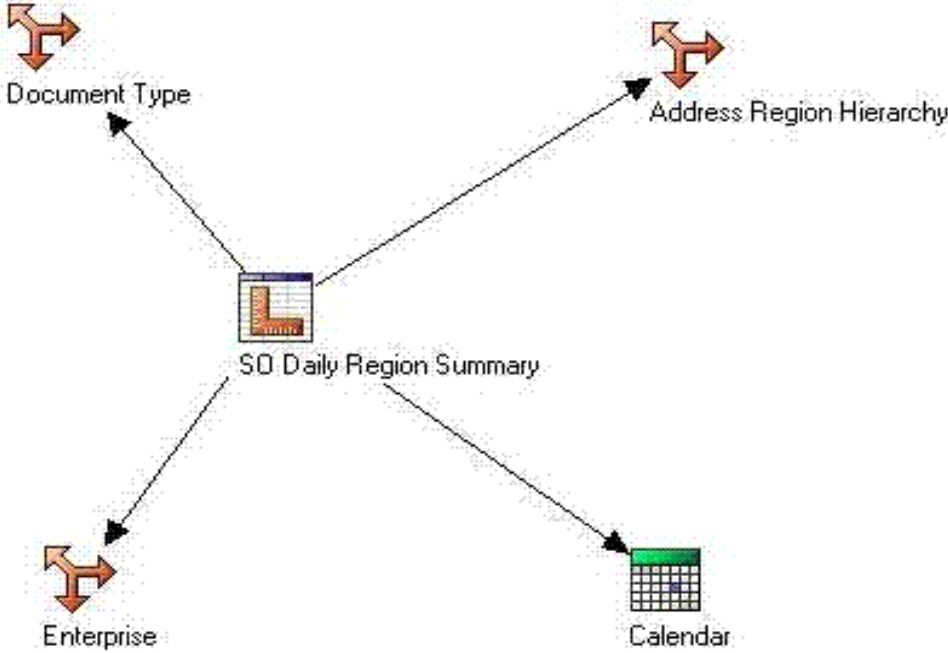 Document Type
Address Region Hierarchy
SO Daily Region Summary
Enterprise
Calendar